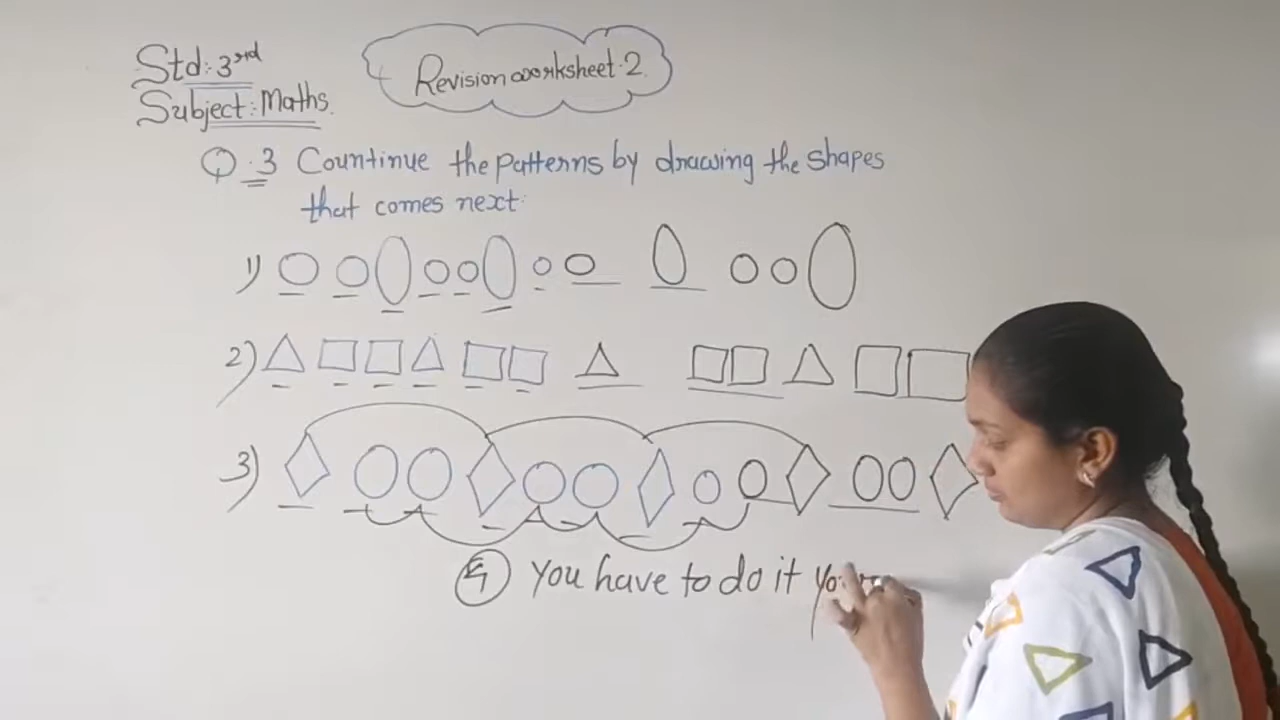 Std: 3rd
Subject: Maths.
Revision worksheet 2.
Q.3 Countinue the patterns by drawing the shapes
that comes next.
1)
2)
3)
4 You have to do it